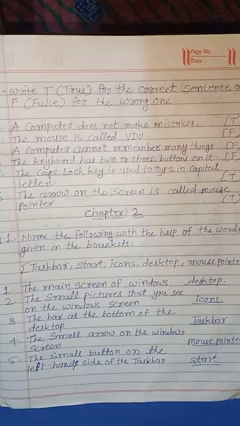 Page No.
Date
Write T (True) for the correct sentence or
F (False) for the wrong one.
A Computer does not make mistakes. [T
The mouse is called VDU. [F
A computer cannot remember many things [F
The keyboard has two or three buttons on it. [F
The caps Lock key is used to type in capital
letters. [T
The arrow on the screen is called mouse
pointer (T
Chapter-2
Q1. Name the following with the help of the words
given in the brackets:
[Taskbar, start, icons, desktop, mouse pointe
1 The main screen of windows desktop.
2 The small pictures that you see
on the windows screen Icons.
3 The bar at the bottom of the
desktop Taskbar
4. The small arrow on the windows
screen mouse pointe
5. The small button on the
left-hand side of the Taskbar start